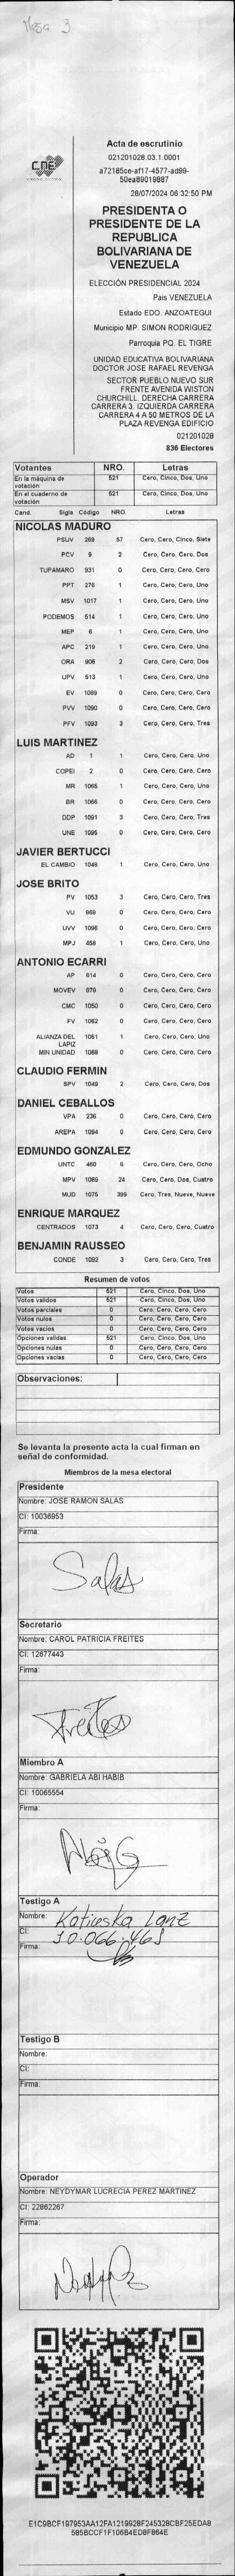 Mesa 3
CNE
Acta de escrutinio
021201028.03.1.0001
a72185ce-af17-4577-ad99-
50ea89019887
28/07/2024 06:32:50 PM
PRESIDENTA O
PRESIDENTE DE LA
REPUBLICA
BOLIVARIANA DE
VENEZUELA
ELECCIÓN PRESIDENCIAL 2024
Pais VENEZUELA
Estado EDO. ANZOATEGUI
Municipio MP. SIMON RODRIGUEZ
Parroquia PQ. EL TIGRE
UNIDAD EDUCATIVA BOLIVARIANA
DOCTOR JOSE RAFAEL REVENGA
SECTOR PUEBLO NUEVO SUR
FRENTE AVENIDA WISTON
CHURCHILL. DERECHA CARRERA
CARRERA 3. IZQUIERDA CARRERA
CARRERA 4 A 50 METROS DE LA
PLAZA REVENGA EDIFICIO
021201028
836 Electores
Votantes NRO. Letras
En la máquina de votación 521 Cero, Cinco, Dos, Uno
En el cuaderno de votación 521 Cero, Cinco, Dos, Uno
Cand. Sigla Código NRO. Letras
NICOLAS MADURO
PSUV 269 57 Cero, Cero, Cinco, Siete
PCV 9 2 Cero, Cero, Cero, Dos
TUPAMARO 931 0 Cero, Cero, Cero, Cero
PPT 276 1 Cero, Cero, Cero, Uno
MSV 1017 1 Cero, Cero, Cero, Uno
PODEMOS 514 1 Cero, Cero, Cero, Uno
MEP 6 1 Cero, Cero, Cero, Uno
APC 219 1 Cero, Cero, Cero, Uno
ORA 906 2 Cero, Cero, Cero, Dos
UPV 513 1 Cero, Cero, Cero, Uno
EV 1089 0 Cero, Cero, Cero, Cero
PVV 1090 0 Cero, Cero, Cero, Cero
PFV 1093 3 Cero, Cero, Cero, Tres
LUIS MARTINEZ
AD 1 1 Cero, Cero, Cero, Uno
COPEI 2 0 Cero, Cero, Cero, Cero
MR 1065 1 Cero, Cero, Cero, Uno
BR 1066 0 Cero, Cero, Cero, Cero
DDP 1091 3 Cero, Cero, Cero, Tres
UNE 1095 0 Cero, Cero, Cero, Cero
JAVIER BERTUCCI
EL CAMBIO 1048 1 Cero, Cero, Cero, Uno
JOSE BRITO
PV 1053 3 Cero, Cero, Cero, Tres
VU 868 0 Cero, Cero, Cero, Cero
UVV 1096 0 Cero, Cero, Cero, Cero
MPJ 458 1 Cero, Cero, Cero, Uno
ANTONIO ECARRI
AP 814 0 Cero, Cero, Cero, Cero
MOVEV 979 0 Cero, Cero, Cero, Cero
CMC 1050 0 Cero, Cero, Cero, Cero
FV 1062 0 Cero, Cero, Cero, Cero
ALIANZA DEL LAPIZ 1051 1 Cero, Cero, Cero, Uno
MIN UNIDAD 1068 0 Cero, Cero, Cero, Cero
CLAUDIO FERMIN
SPV 1049 2 Cero, Cero, Cero, Dos
DANIEL CEBALLOS
VPA 236 0 Cero, Cero, Cero, Cero
AREPA 1094 0 Cero, Cero, Cero, Cero
EDMUNDO GONZALEZ
UNTC 460 8 Cero, Cero, Cero, Ocho
MPV 1069 24 Cero, Cero, Dos, Cuatro
MUD 1075 399 Cero, Tres, Nueve, Nueve
ENRIQUE MARQUEZ
CENTRADOS 1073 4 Cero, Cero, Cero, Cuatro
BENJAMIN RAUSSEO
CONDE 1092 3 Cero, Cero, Cero, Tres
Resumen de votos
Votos 521 Cero, Cinco, Dos, Uno
Votos validos 521 Cero, Cinco, Dos, Uno
Votos parciales 0 Cero, Cero, Cero, Cero
Votos nulos 0 Cero, Cero, Cero, Cero
Votos vacios 0 Cero, Cero, Cero, Cero
Opciones validas 521 Cero, Cinco, Dos, Uno
Opciones nulas 0 Cero, Cero, Cero, Cero
Opciones vacias 0 Cero, Cero, Cero, Cero
Observaciones:
Se levanta la presente acta la cual firman en
señal de conformidad.
Miembros de la mesa electoral
Presidente
Nombre: JOSE RAMON SALAS
CI: 10036953
Firma:
Salas
Secretario
Nombre: CAROL PATRICIA FREITES
CI: 12677443
Firma:
Freites
Miembro A
Nombre: GABRIELA ABI HABIB
CI: 10065554
Firma:
Testigo A
Nombre: Katiuska Lanz
CI: 10.066.468
Firma:
Testigo B
Nombre:
CI:
Firma:
Operador
Nombre: NEYDYMAR LUCRECIA PEREZ MARTINEZ
CI: 22862267
Firma:
E1C9BCF197953AA12FA1219928F245328CBF25EDA8
585BCCF1F106B4ED8F864E